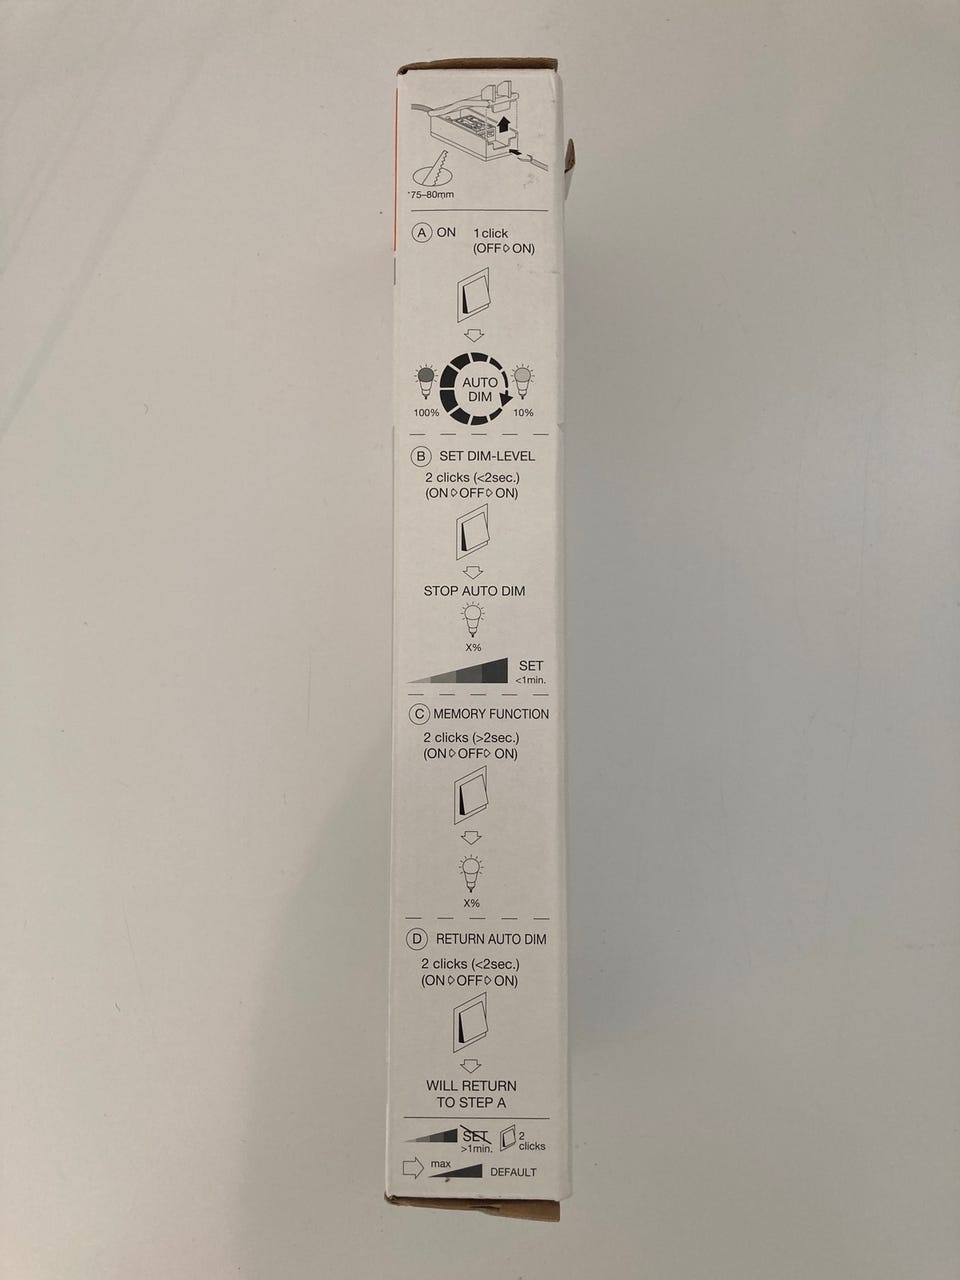 *75–80mm
A ON 1 click
(OFF▷ON)
AUTO
DIM
100% 10%
B SET DIM-LEVEL
2 clicks (<2sec.)
(ON▷OFF▷ON)
STOP AUTO DIM
X%
SET
<1min.
C MEMORY FUNCTION
2 clicks (>2sec.)
(ON▷OFF▷ON)
X%
D RETURN AUTO DIM
2 clicks (<2sec.)
(ON▷OFF▷ON)
WILL RETURN
TO STEP A
SET 2
>1min. clicks
max DEFAULT